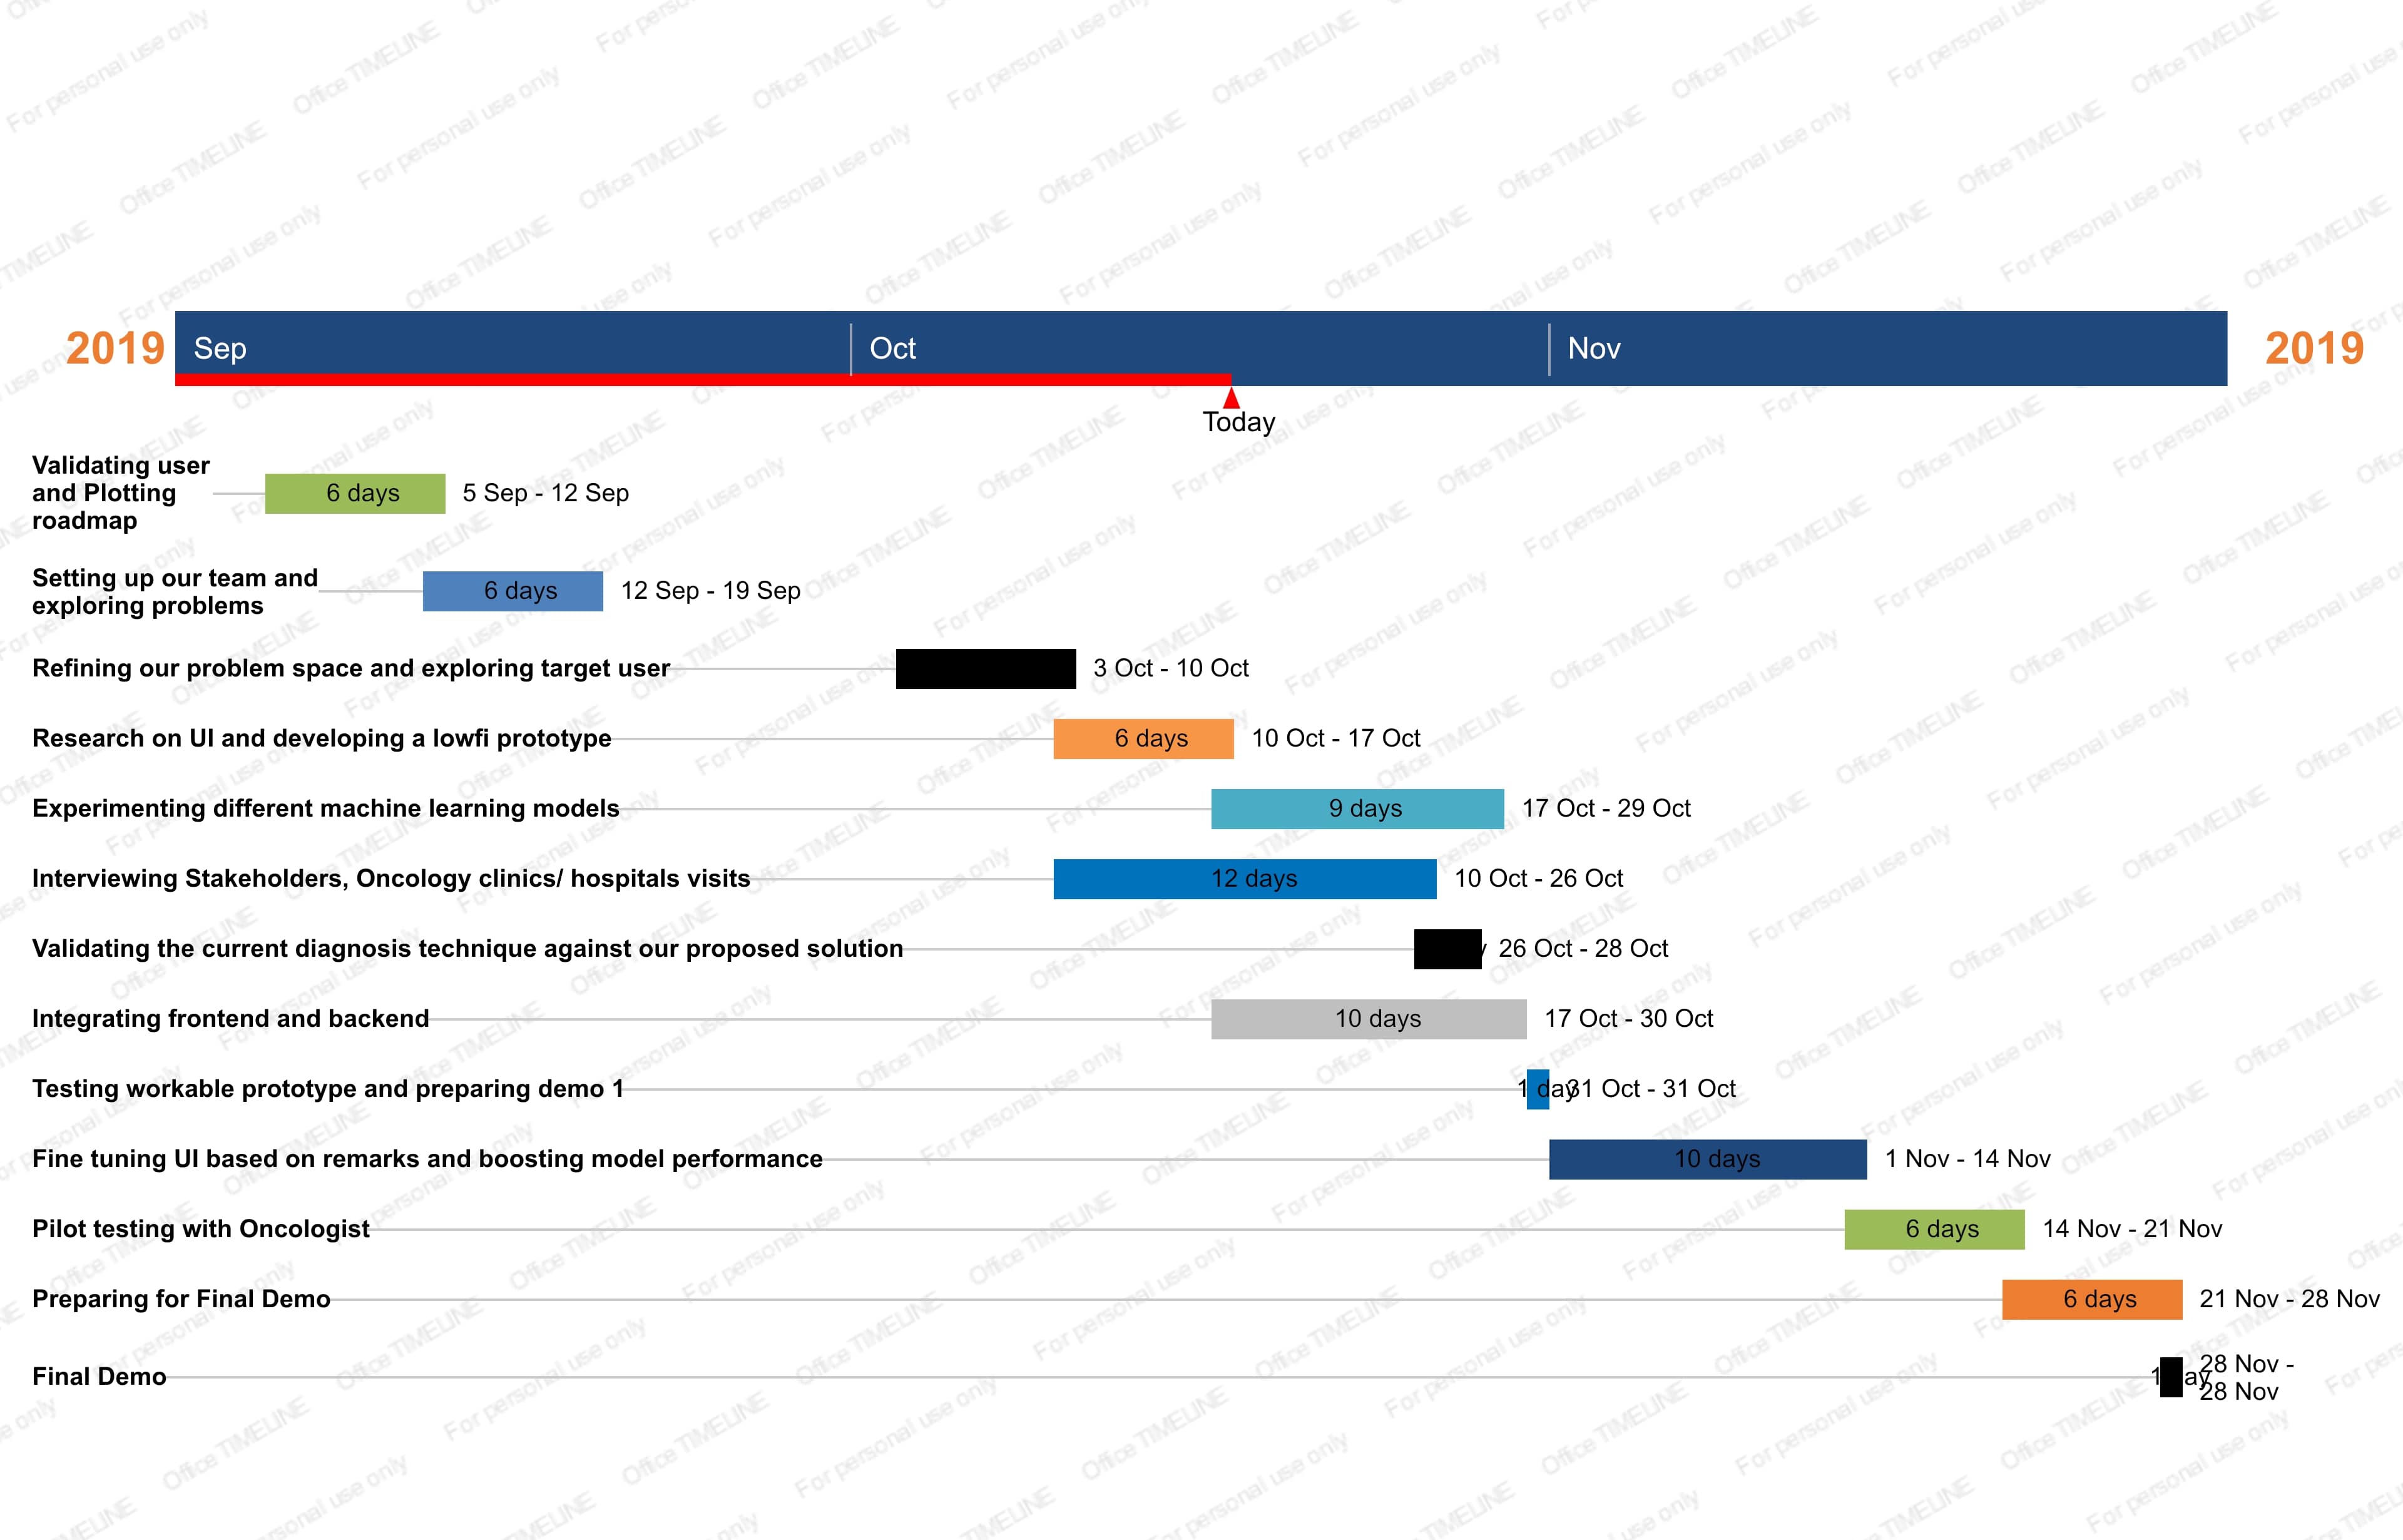 2019 Sep Oct Nov 2019
Today
Validating user
and Plotting
roadmap
6 days 5 Sep - 12 Sep
Setting up our team and
exploring problems
6 days 12 Sep - 19 Sep
Refining our problem space and exploring target user 3 Oct - 10 Oct
Research on UI and developing a lowfi prototype 6 days 10 Oct - 17 Oct
Experimenting different machine learning models 9 days 17 Oct - 29 Oct
Interviewing Stakeholders, Oncology clinics/ hospitals visits 12 days 10 Oct - 26 Oct
Validating the current diagnosis technique against our proposed solution 26 Oct - 28 Oct
Integrating frontend and backend 10 days 17 Oct - 30 Oct
Testing workable prototype and preparing demo 1 1 day 31 Oct - 31 Oct
Fine tuning UI based on remarks and boosting model performance 10 days 1 Nov - 14 Nov
Pilot testing with Oncologist 6 days 14 Nov - 21 Nov
Preparing for Final Demo 6 days 21 Nov - 28 Nov
Final Demo 28 Nov -
28 Nov
Office TIMELINE For personal use only